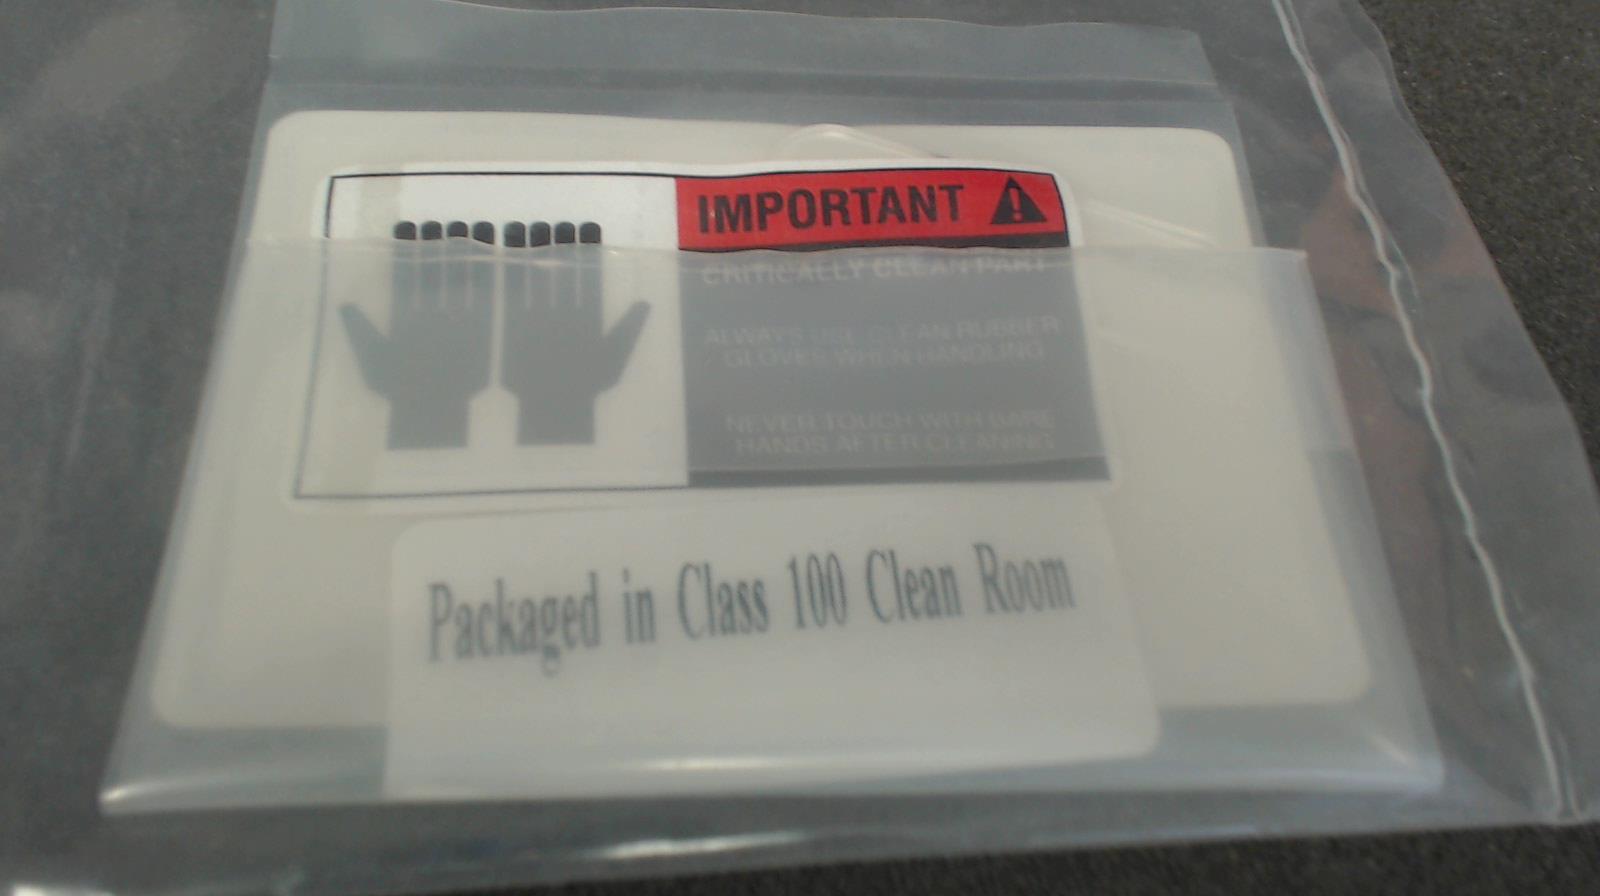 IMPORTANT
CRITICALLY CLEAN PART
ALWAYS USE CLEAN RUBBER
GLOVES WHEN HANDLING
NEVER TOUCH WITH BARE
HANDS AFTER CLEANING
Packaged in Class 100 Clean Room